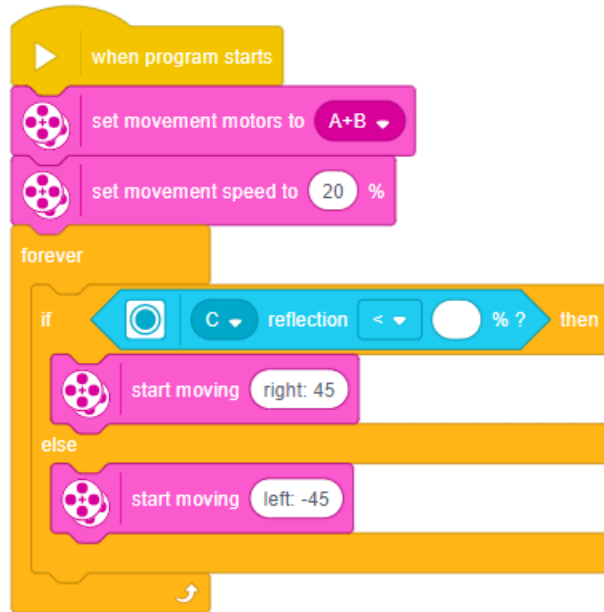 when program starts
set movement motors to A+B
set movement speed to 20 %
forever
if C reflection < % ? then
start moving right: 45
else
start moving left: -45